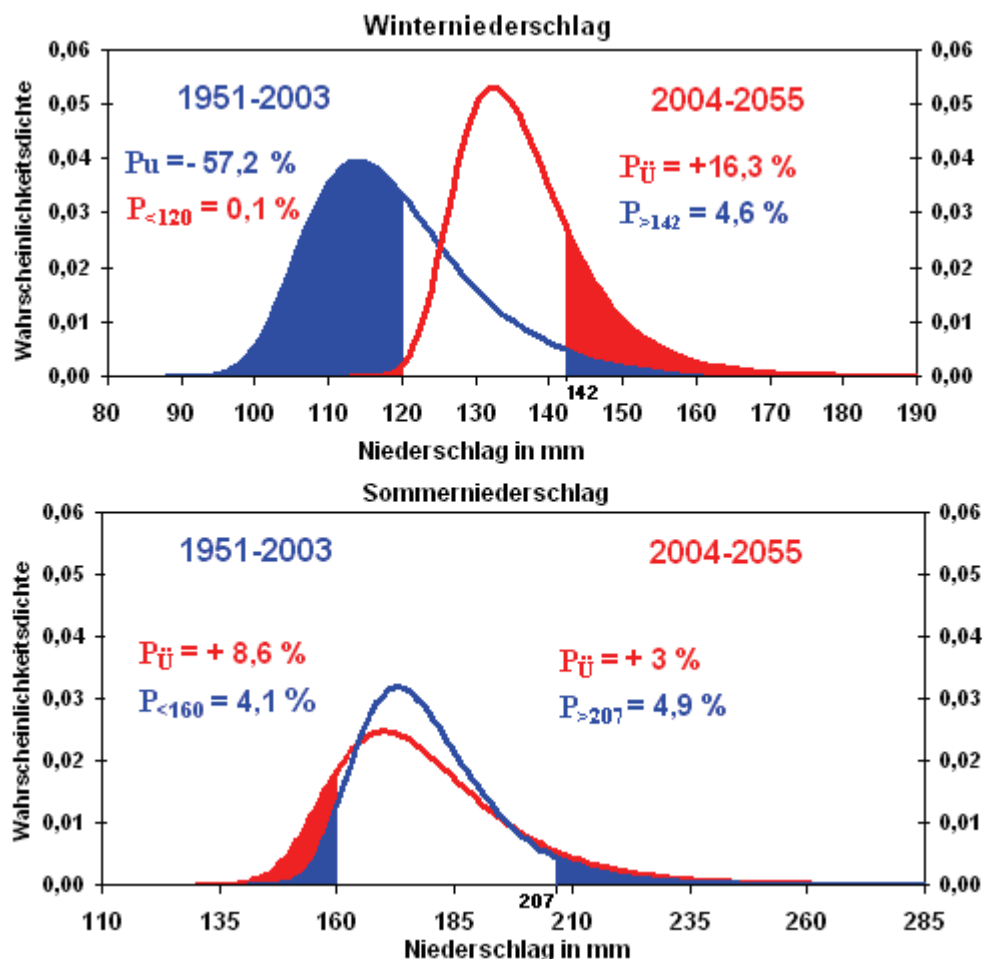 Winterniederschlag
0,06 0,06
1951-2003 2004-2055
0,05 0,05
0,04 0,04
Pu = - 57,2 % PÜ = +16,3 %
P<120 = 0,1 % P>142 = 4,6 %
0,03 0,03
0,02 0,02
0,01 0,01
0,00 0,00
Wahrscheinlichkeitsdichte
80 90 100 110 120 130 140 150 160 170 180 190
142
Niederschlag in mm
Sommerniederschlag
0,06 0,06
1951-2003 2004-2055
0,05 0,05
0,04 0,04
PÜ = + 8,6 % PÜ = + 3 %
P<160 = 4,1 % P>207 = 4,9 %
0,03 0,03
0,02 0,02
0,01 0,01
0,00 0,00
Wahrscheinlichkeitsdichte
207
110 135 160 185 210 235 260 285
Niederschlag in mm